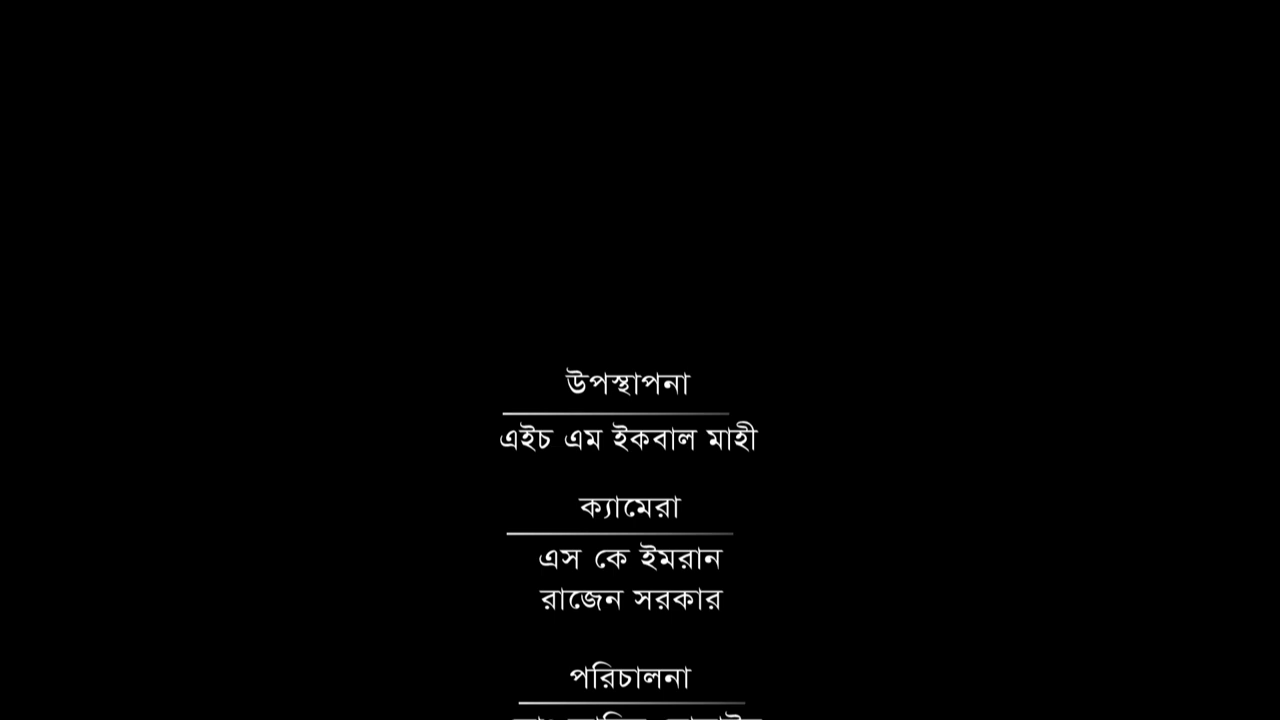 উপস্থাপনা
এইচ এম ইকবাল মাহী
ক্যামেরা
এস কে ইমরান
রাজেন সরকার
পরিচালনা